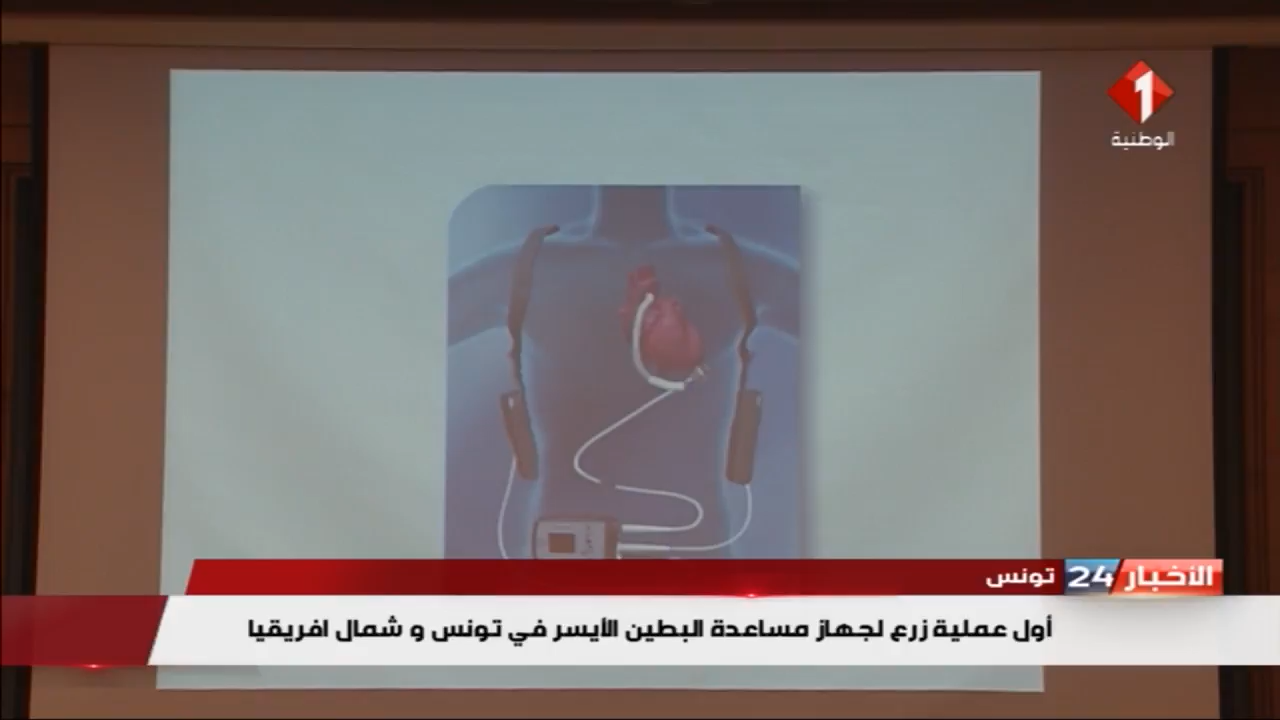 1
الوطنية
الأخبار 24 تونس
أول عملية زرع لجهاز مساعدة البطين الأيسر في تونس و شمال افريقيا